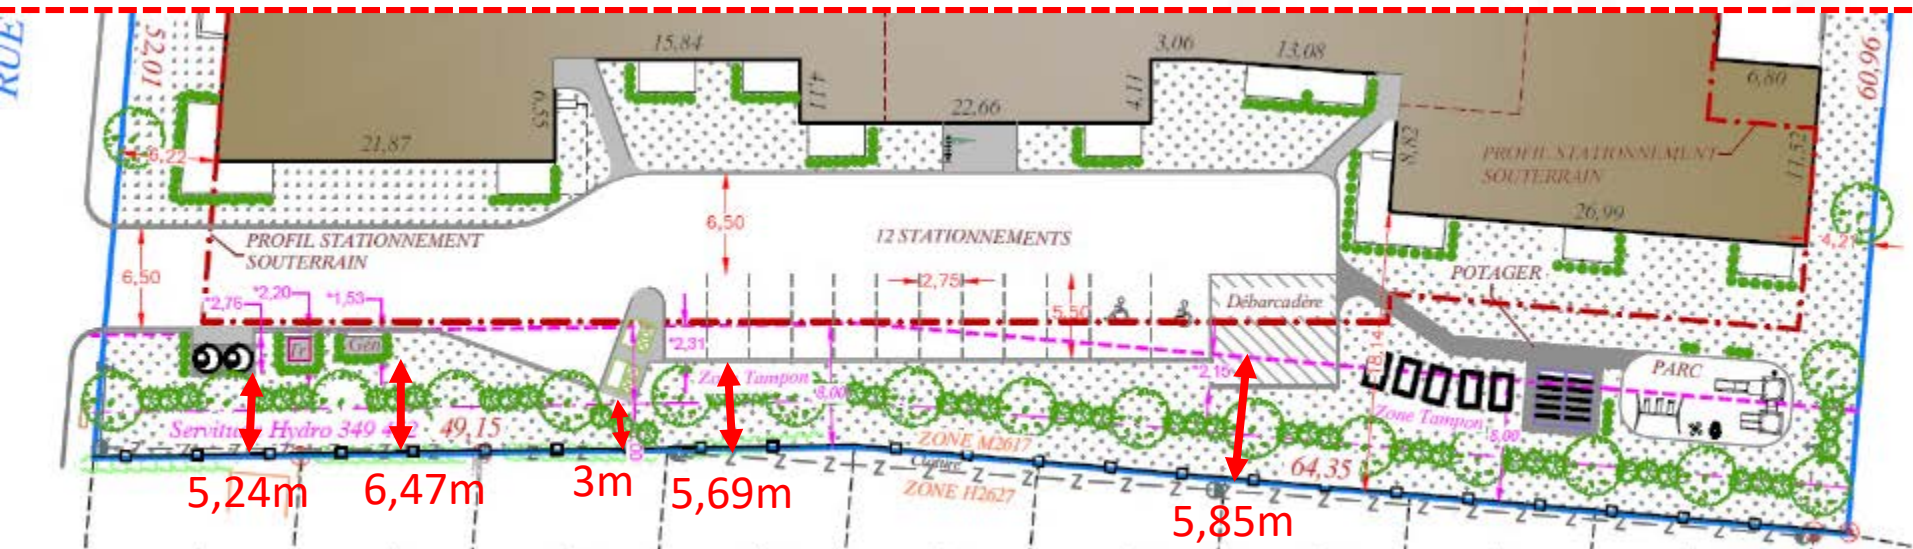 RUE
52,01
15,84
4,11
3,06
13,08
4,11
22,66
6,55
21,87
6,22
6,80
60,96
8,82
PROFIL STATIONNEMENT
SOUTERRAIN
11,52
26,99
4,21
6,50
12 STATIONNEMENTS
PROFIL STATIONNEMENT
SOUTERRAIN
6,50
POTAGER
*2,76
*2,20
*1,53
2,75
5,50
Débarcadère
*2,31
Tr
Gén
18,14
*2,15
PARC
Zone Tampon
8,00
Zone Tampon
8,00
49,15
ZONE M2617
Clôture
64,35
ZONE H2627
5,24m
6,47m
3m
5,69m
5,85m